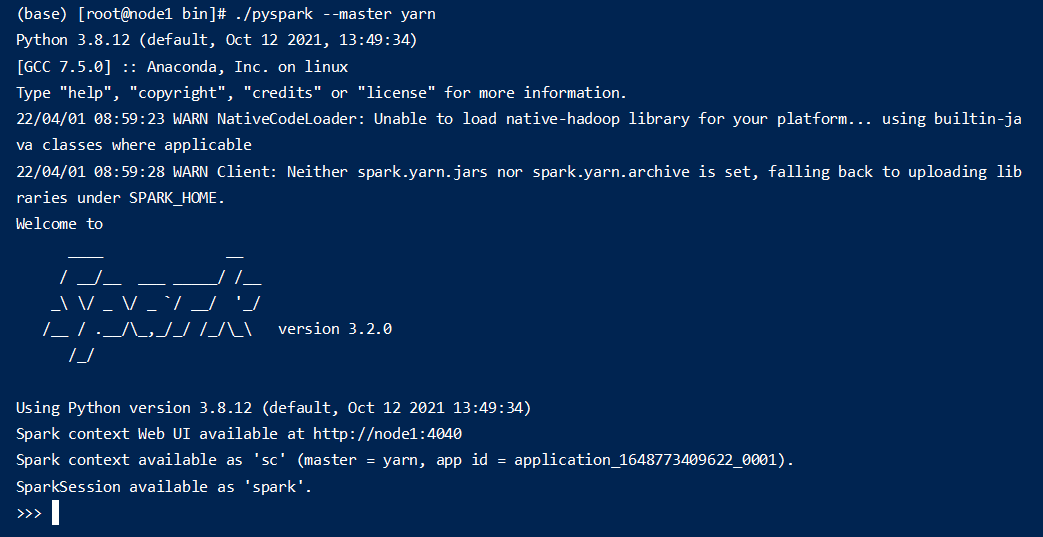 (base) [root@node1 bin]# ./pyspark --master yarn
Python 3.8.12 (default, Oct 12 2021, 13:49:34)
[GCC 7.5.0] :: Anaconda, Inc. on linux
Type "help", "copyright", "credits" or "license" for more information.
22/04/01 08:59:23 WARN NativeCodeLoader: Unable to load native-hadoop library for your platform... using builtin-ja
va classes where applicable
22/04/01 08:59:28 WARN Client: Neither spark.yarn.jars nor spark.yarn.archive is set, falling back to uploading lib
raries under SPARK_HOME.
Welcome to
      ____              __
     / __/__  ___ _____/ /__
    _\ \/ _ \/ _ `/ __/  '_/
   /__ / .__/\_,_/_/ /_/\_\   version 3.2.0
      /_/
Using Python version 3.8.12 (default, Oct 12 2021 13:49:34)
Spark context Web UI available at http://node1:4040
Spark context available as 'sc' (master = yarn, app id = application_1648773409622_0001).
SparkSession available as 'spark'.
>>>